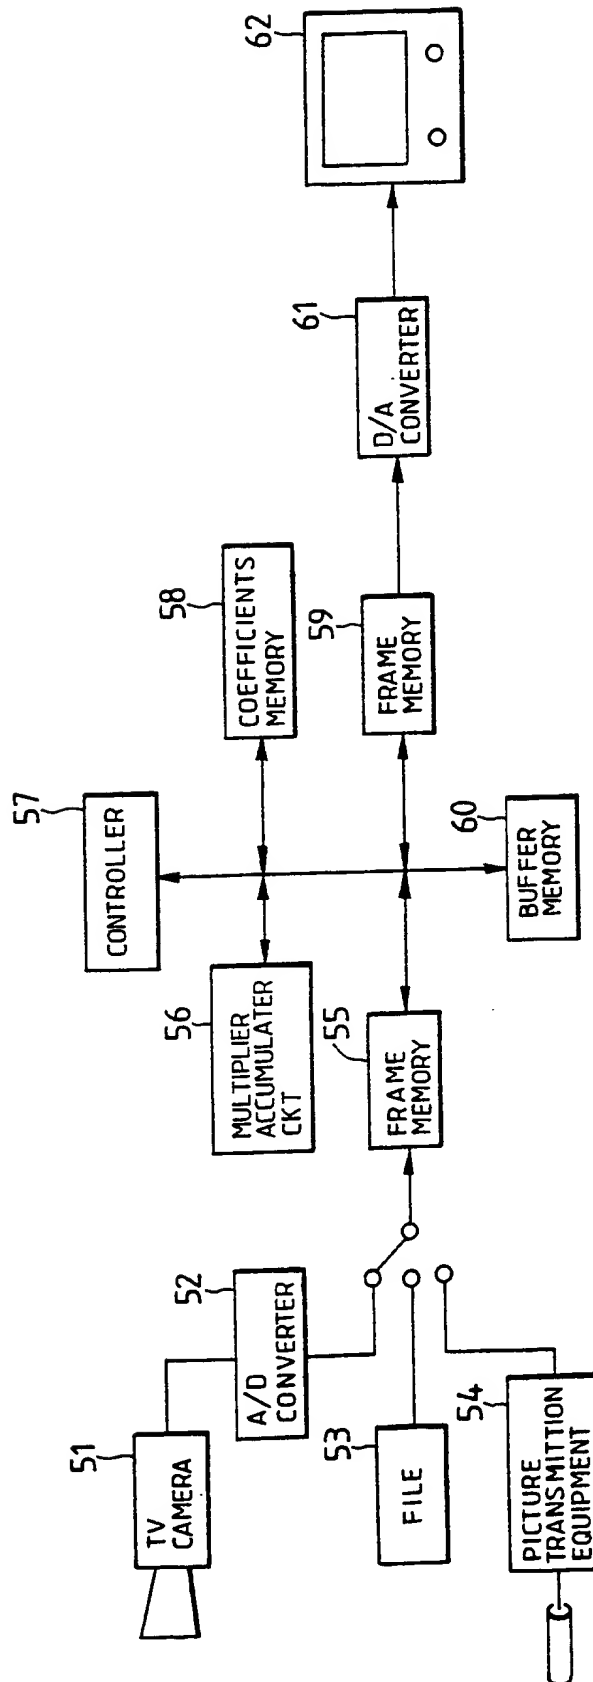 51
TV
CAMERA
52
A/D
CONVERTER
53
FILE
54
PICTURE
TRANSMITTION
EQUIPMENT
55
FRAME
MEMORY
56
MULTIPLIER
ACCUMULATER
CKT
57
CONTROLLER
58
COEFFICIENTS
MEMORY
59
FRAME
MEMORY
60
BUFFER
MEMORY
61
D/A
CONVERTER
62